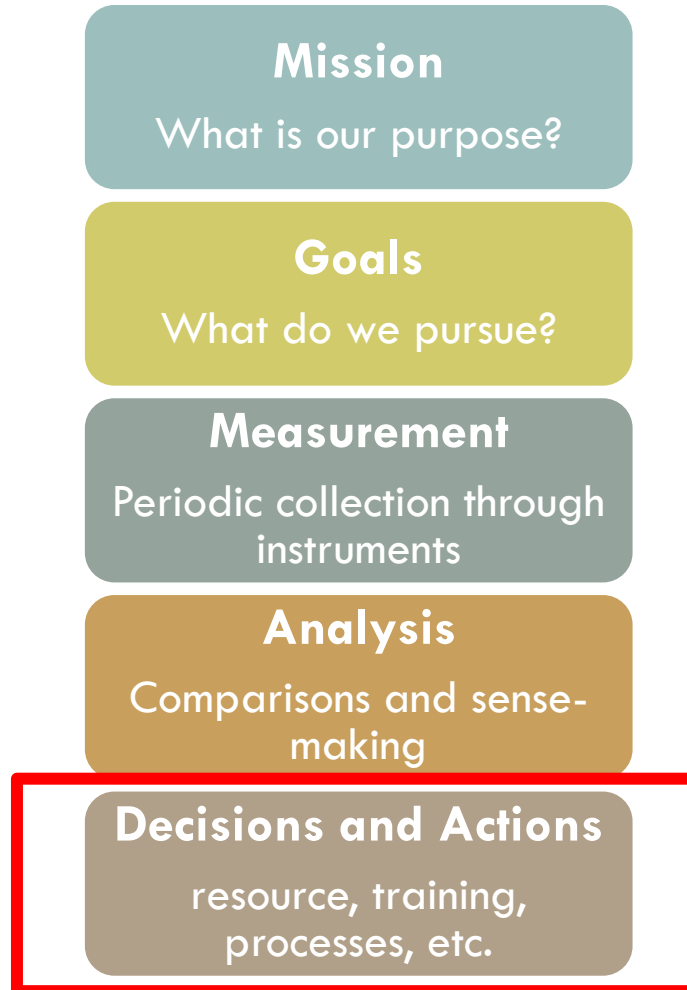 Mission
What is our purpose?
Goals
What do we pursue?
Measurement
Periodic collection through
instruments
Analysis
Comparisons and sense-
making
Decisions and Actions
resource, training,
processes, etc.